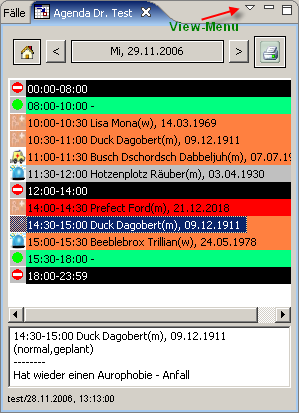 Fälle Agenda Dr. Test
View-Menu
< Mi, 29.11.2006 >
00:00-08:00
08:00-10:00 -
10:00-10:30 Lisa Mona(w), 14.03.1969
10:30-11:00 Duck Dagobert(m), 09.12.1911
11:00-11:30 Busch Dschordsch Dabbeljuh(m), 07.07.19
11:30-12:00 Hotzenplotz Räuber(m), 03.04.1930
12:00-14:00
14:00-14:30 Prefect Ford(m), 21.12.2018
14:30-15:00 Duck Dagobert(m), 09.12.1911
15:00-15:30 Beeblebrox Trillian(w), 24.05.1978
15:30-18:00 -
18:00-23:59
14:30-15:00 Duck Dagobert(m), 09.12.1911
(normal,geplant)
--------
Hat wieder einen Aurophobie - Anfall
test/28.11.2006, 13:13:00